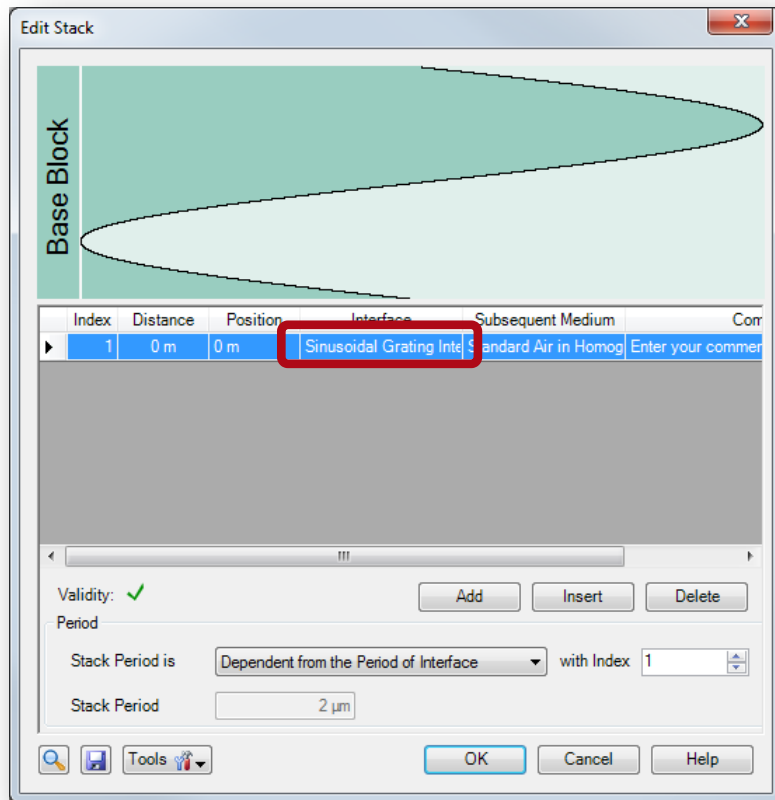 Edit Stack
Base Block
Index Distance Position Interface Subsequent Medium Com
1 0 m 0 m Sinusoidal Grating Inte Standard Air in Homog Enter your commer
Validity:
Add Insert Delete
Period
Stack Period is Dependent from the Period of Interface with Index 1
Stack Period 2 µm
Tools OK Cancel Help